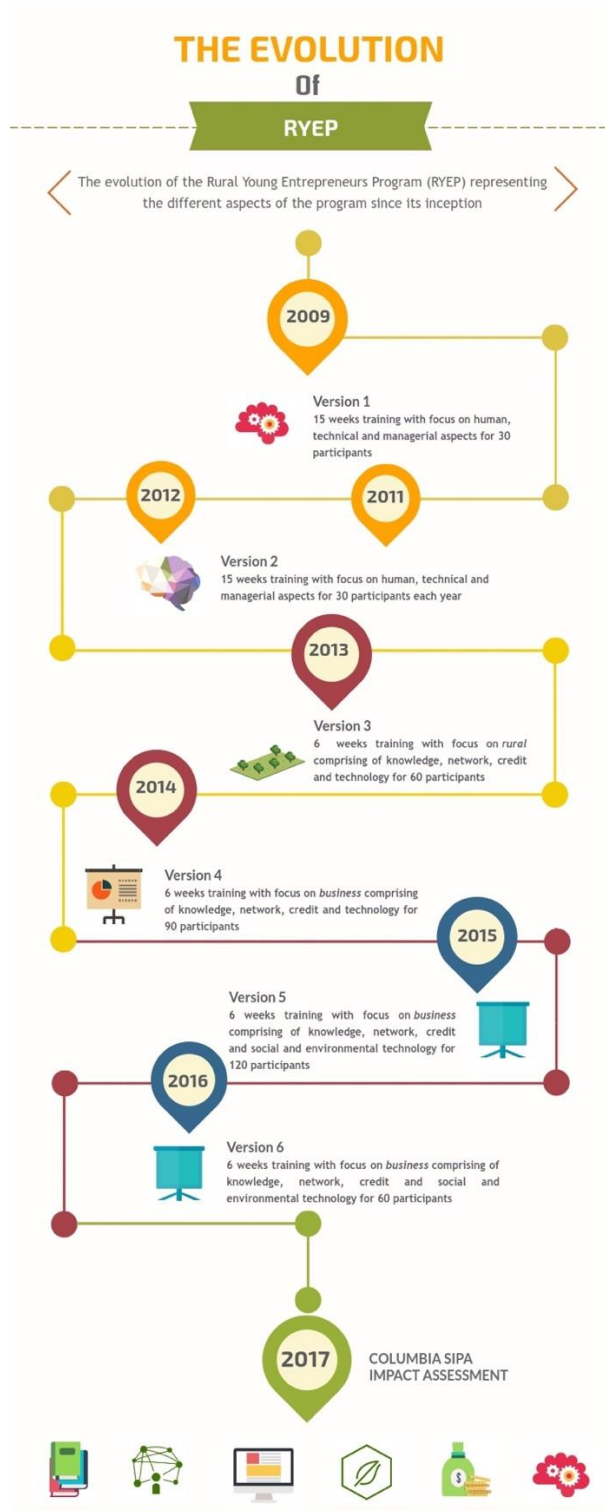 THE EVOLUTION
Of
RYEP
The evolution of the Rural Young Entrepreneurs Program (RYEP) representing
the different aspects of the program since its inception
2009
Version 1
15 weeks training with focus on human,
technical and managerial aspects for 30
participants
2012
2011
Version 2
15 weeks training with focus on human, technical and
managerial aspects for 30 participants each year
2013
Version 3
6 weeks training with focus on rural
comprising of knowledge, network, credit
and technology for 60 participants
2014
Version 4
6 weeks training with focus on business comprising
of knowledge, network, credit and technology for
90 participants
2015
Version 5
6 weeks training with focus on business
comprising of knowledge, network, credit
and social and environmental technology for
120 participants
2016
Version 6
6 weeks training with focus on business comprising of
knowledge, network, credit and social and
environmental technology for 60 participants
2017
COLUMBIA SIPA
IMPACT ASSESSMENT
$